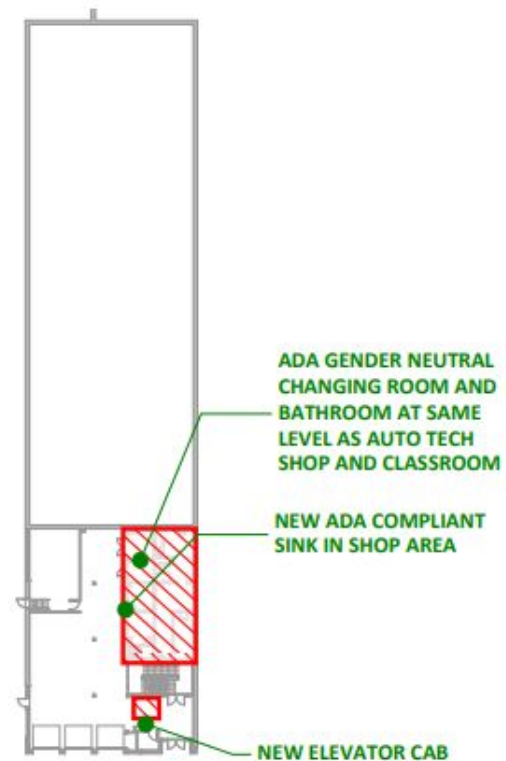 ADA GENDER NEUTRAL
CHANGING ROOM AND
BATHROOM AT SAME
LEVEL AS AUTO TECH
SHOP AND CLASSROOM
NEW ADA COMPLIANT
SINK IN SHOP AREA
NEW ELEVATOR CAB